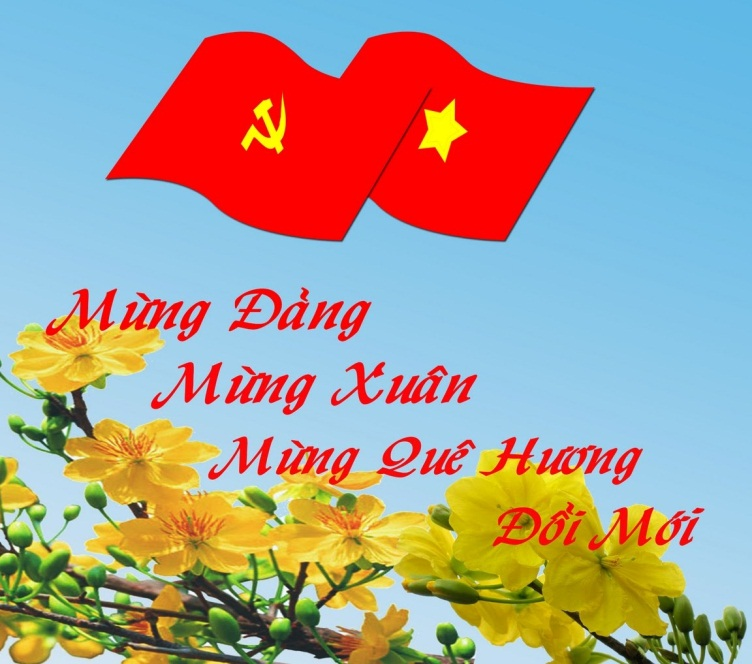 Mừng Đảng
Mừng Xuân
Mừng Quê Hương
Đổi Mới